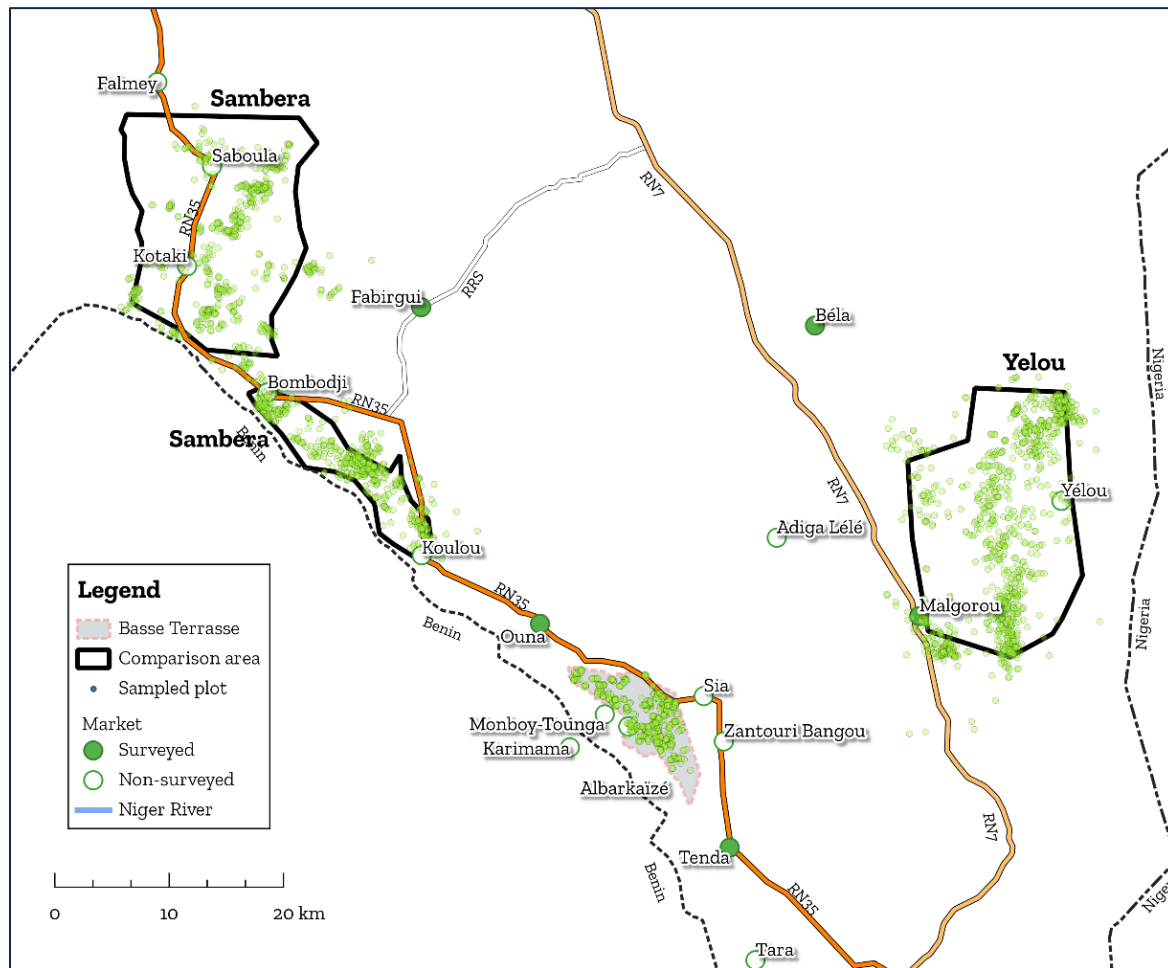 Falmey
Sambera
Saboula
RN35
Kotaki
RN7
Fabirgui
RRS
Béla
Nigeria
Yelou
Bombodji
RN35
Sambera
Benin
RN7
Yélou
Adiga Lélé
Koulou
Malgorou
RN35
Benin
Ouna
Nigeria
Sia
Monboy-Tounga
Karimama
Zantouri Bangou
Albarkaïzé
RN7
Tenda
Benin
RN35
Nigeria
Tara
Legend
Basse Terrasse
Comparison area
Sampled plot
Market
Surveyed
Non-surveyed
Niger River
0 10 20 km